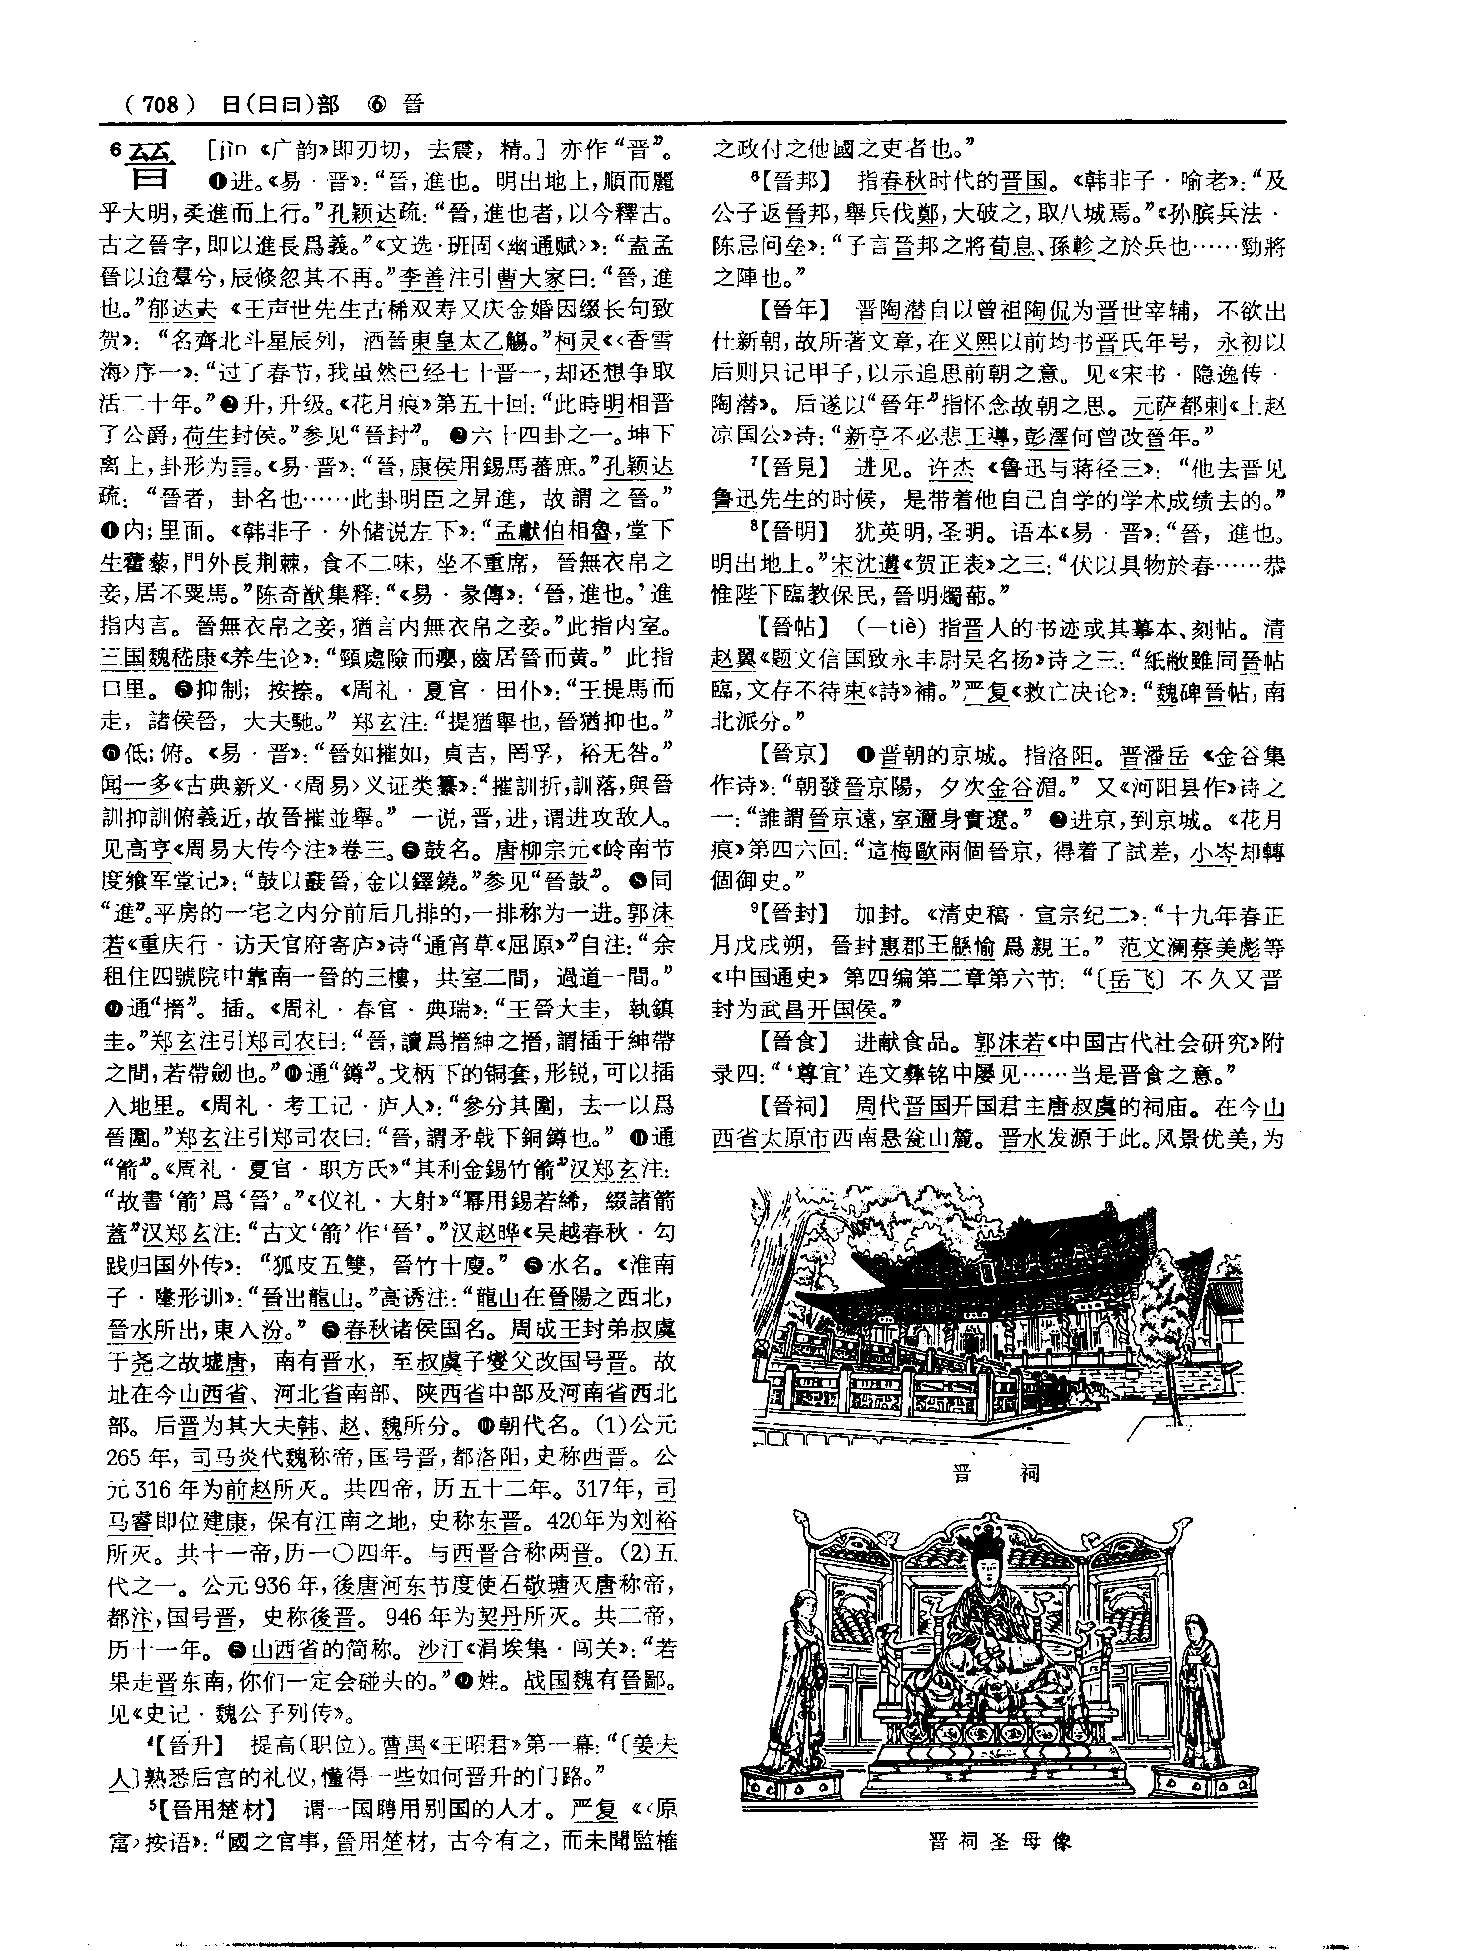 (708) 日(日曰)部 ⑥ 晉
6 晉 [jìn 《广韵》即刃切，去震，精。] 亦作“晋”。
❶进。《易·晉》：“晉，進也。明出地上，順而麗
乎大明，柔進而上行。”孔颖达疏：“晉，進也者，以今釋古。
古之晉字，即以進長爲義。”《文选·班固〈幽通赋〉》：“盍孟
晉以迨羣兮，辰倏忽其不再。”李善注引曹大家曰：“晉，進
也。”郁达夫《王声世先生古稀双寿又庆金婚因缀长句致
贺》：“名齊北斗星辰列，酒晉東皇太乙觴。”柯灵《〈香雪
海〉序一》：“过了春节，我虽然已经七十晋一，却还想争取
活二十年。”❷升，升级。《花月痕》第五十回：“此時明相晋
了公爵，荷生封侯。”参见“晉封”。❸六十四卦之一。坤下
离上，卦形为䷢。《易·晉》：“晉，康侯用錫馬蕃庶。”孔颖达
疏：“晉者，卦名也……此卦明臣之昇進，故謂之晉。”
❹内；里面。《韩非子·外储说左下》：“孟獻伯相魯，堂下
生藿藜，門外長荆棘，食不二味，坐不重席，晉無衣帛之
妾，居不粟馬。”陈奇猷集释：“《易·彖傳》：‘晉，進也。’進
指内言。晉無衣帛之妾，猶言内無衣帛之妾。”此指内室。
三国魏嵇康《养生论》：“頸處險而癭，齒居晉而黄。”此指
口里。❺抑制；按捺。《周礼·夏官·田仆》：“王提馬而
走，諸侯晉，大夫馳。”郑玄注：“提猶舉也，晉猶抑也。”
❻低；俯。《易·晉》：“晉如摧如，貞吉，罔孚，裕无咎。”
闻一多《古典新义·〈周易〉义证类纂》：“摧訓折，訓落，與晉
訓抑訓俯義近，故晉摧並舉。”一说，晋，进，谓进攻敌人。
见高亨《周易大传今注》卷三。❼鼓名。唐柳宗元《岭南节
度飨军堂记》：“鼓以鼖晉，金以鐸鐃。”参见“晉鼓”。❽同
“進”。平房的一宅之内分前后几排的，一排称为一进。郭沫
若《重庆行·访天官府寄庐》诗“通宵草《屈原》”自注：“余
租住四號院中靠南一晉的三樓，共室二間，過道一間。”
❾通“搢”。插。《周礼·春官·典瑞》：“王晉大圭，執鎮
圭。”郑玄注引郑司农曰：“晉，讀爲搢紳之搢，謂插于紳帶
之間，若帶劍也。”❿通“鐏”。戈柄下的铜套，形锐，可以插
入地里。《周礼·考工记·庐人》：“參分其圍，去一以爲
晉圍。”郑玄注引郑司农曰：“晉，謂矛戟下銅鐏也。”⓫通
“箭”。《周礼·夏官·职方氏》“其利金錫竹箭”汉郑玄注：
“故書‘箭’爲‘晉’。”《仪礼·大射》“冪用錫若絺，綴諸箭
蓋”汉郑玄注：“古文‘箭’作‘晉’。”汉赵晔《吴越春秋·勾
践归国外传》：“狐皮五雙，晉竹十廋。”⓬水名。《淮南
子·墬形训》：“晉出龍山。”高诱注：“龍山在晉陽之西北，
晉水所出，東入汾。”⓭春秋诸侯国名。周成王封弟叔虞
于尧之故墟唐，南有晋水，至叔虞子燮父改国号晋。故
址在今山西省、河北省南部、陕西省中部及河南省西北
部。后晋为其大夫韩、赵、魏所分。⓮朝代名。(1)公元
265年，司马炎代魏称帝，国号晋，都洛阳，史称西晋。公
元316年为前赵所灭。共四帝，历五十二年。317年，司
马睿即位建康，保有江南之地，史称东晋。420年为刘裕
所灭。共十一帝，历一〇四年。与西晋合称两晋。(2)五
代之一。公元936年，後唐河东节度使石敬瑭灭唐称帝，
都汴，国号晋，史称後晋。946年为契丹所灭。共二帝，
历十一年。⓯山西省的简称。沙汀《涓埃集·闯关》：“若
果走晋东南，你们一定会碰头的。”⓰姓。战国魏有晉鄙。
见《史记·魏公子列传》。
4【晉升】 提高(职位)。曹禺《王昭君》第一幕：“〔姜夫
人〕熟悉后宫的礼仪，懂得一些如何晋升的门路。”
5【晉用楚材】 谓一国聘用别国的人才。严复《〈原
富〉按语》：“國之官事，晉用楚材，古今有之，而未聞監榷
之政付之他國之吏者也。”
6【晉邦】 指春秋时代的晋国。《韩非子·喻老》：“及
公子返晉邦，舉兵伐鄭，大破之，取八城焉。”《孙膑兵法·
陈忌问垒》：“子言晉邦之將荀息、孫軫之於兵也……勁將
之陣也。”
【晉年】 晋陶潜自以曾祖陶侃为晋世宰辅，不欲出
仕新朝，故所著文章，在义熙以前均书晋氏年号，永初以
后则只记甲子，以示追思前朝之意。见《宋书·隐逸传·
陶潜》。后遂以“晉年”指怀念故朝之思。元萨都剌《上赵
凉国公》诗：“新亭不必悲王導，彭澤何曾改晉年。”
7【晉見】 进见。许杰《鲁迅与蒋径三》：“他去晋见
鲁迅先生的时候，是带着他自己自学的学术成绩去的。”
8【晉明】 犹英明，圣明。语本《易·晋》：“晉，進也。
明出地上。”宋沈遘《贺正表》之三：“伏以具物於春……恭
惟陛下臨教保民，晉明燭蔀。”
【晉帖】 (—tiè) 指晋人的书迹或其摹本、刻帖。清
赵翼《题文信国致永丰尉吴名扬》诗之三：“紙敝雖同晉帖
臨，文存不待束《詩》補。”严复《救亡决论》：“魏碑晉帖，南
北派分。”
【晉京】 ❶晋朝的京城。指洛阳。晋潘岳《金谷集
作诗》：“朝發晉京陽，夕次金谷湄。”又《河阳县作》诗之
一：“誰謂晉京遠，室邇身實遼。”❷进京，到京城。《花月
痕》第四六回：“這梅歐兩個晉京，得着了試差，小岑却轉
個御史。”
9【晉封】 加封。《清史稿·宣宗纪二》：“十九年春正
月戊戌朔，晉封惠郡王緜愉爲親王。”范文澜蔡美彪等
《中国通史》第四编第二章第六节：“〔岳飞〕不久又晋
封为武昌开国侯。”
【晉食】 进献食品。郭沫若《中国古代社会研究》附
录四：“‘尊宜’连文彝铭中屡见……当是晋食之意。”
【晉祠】 周代晋国开国君主唐叔虞的祠庙。在今山
西省太原市西南悬瓮山麓。晋水发源于此。风景优美，为
晋 祠
晋祠圣母像